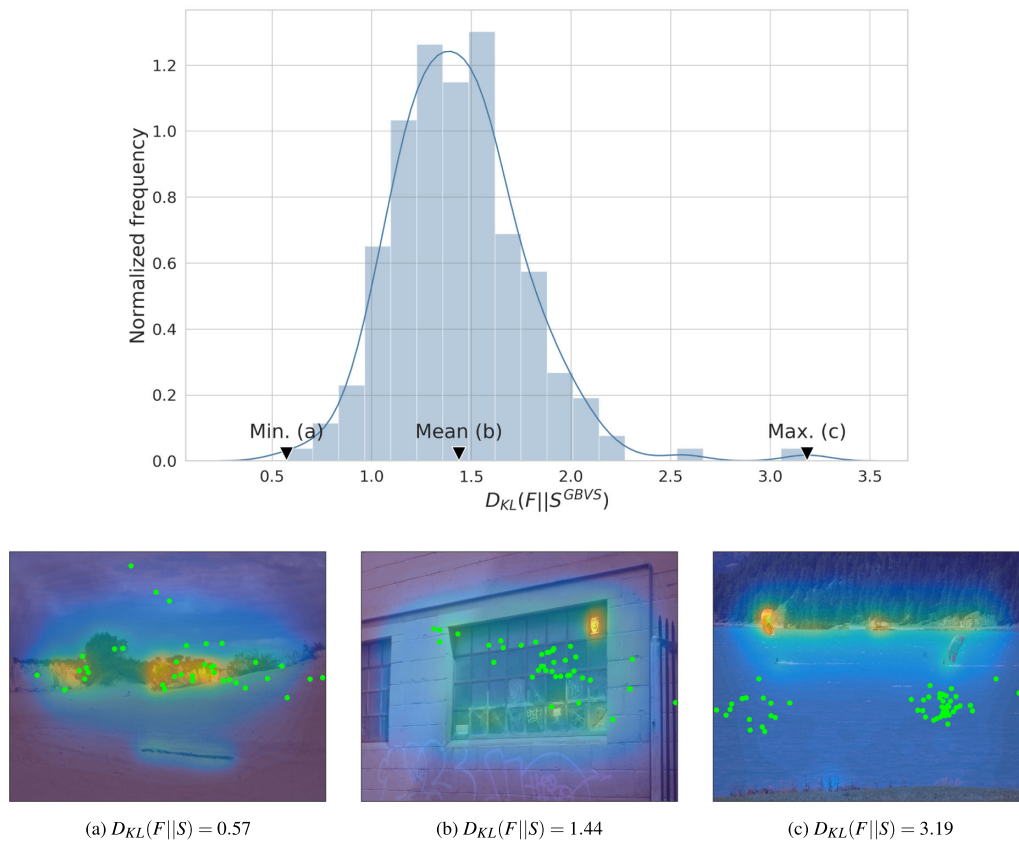 1.2
1.0
0.8
0.6
0.4
0.2
0.0
Normalized frequency
Min. (a)
Mean (b)
Max. (c)
0.5 1.0 1.5 2.0 2.5 3.0 3.5
D_KL(F||S^GBVS)
(a) D_KL(F||S) = 0.57
(b) D_KL(F||S) = 1.44
(c) D_KL(F||S) = 3.19